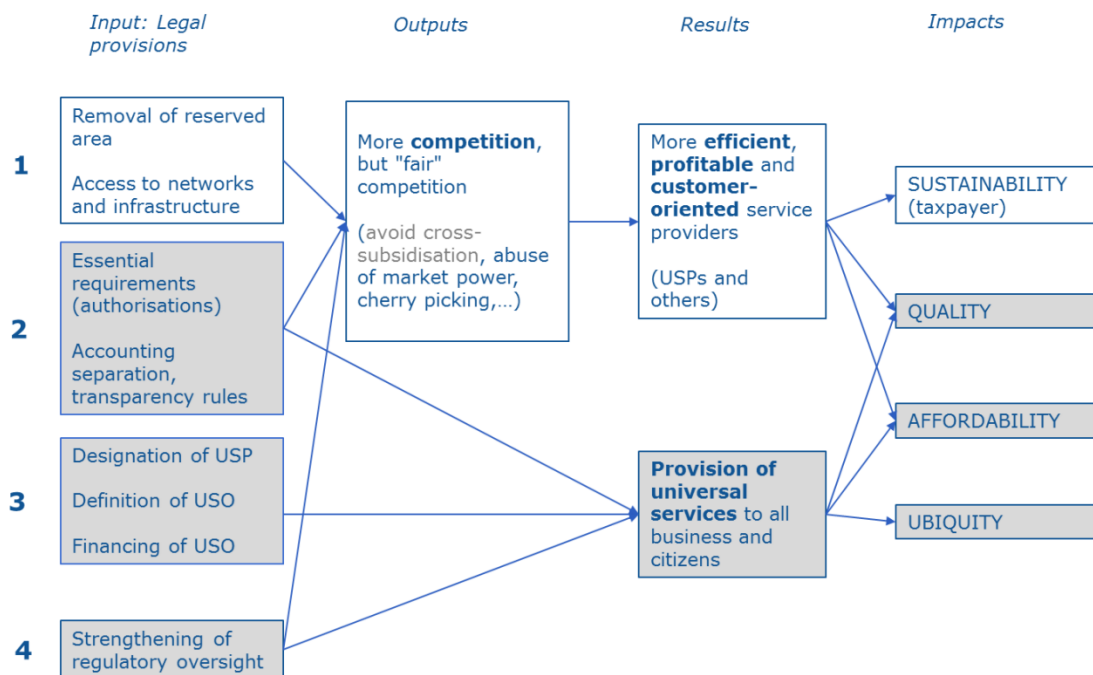 Input: Legal
provisions
Outputs
Results
Impacts
1
Removal of reserved
area
Access to networks
and infrastructure
2
Essential
requirements
(authorisations)
Accounting
separation,
transparency rules
3
Designation of USP
Definition of USO
Financing of USO
4
Strengthening of
regulatory oversight
More competition,
but "fair"
competition
(avoid cross-
subsidisation, abuse
of market power,
cherry picking,...)
More efficient,
profitable and
customer-
oriented service
providers
(USPs and
others)
Provision of
universal
services to all
business and
citizens
SUSTAINABILITY
(taxpayer)
QUALITY
AFFORDABILITY
UBIQUITY